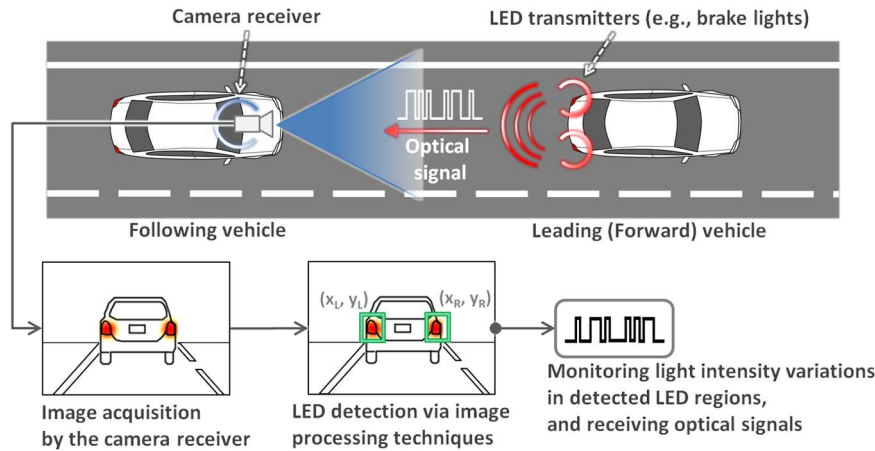 Camera receiver
LED transmitters (e.g., brake lights)
Optical
signal
Following vehicle
Leading (Forward) vehicle
(xL, yL)
(xR, yR)
Image acquisition
by the camera receiver
LED detection via image
processing techniques
Monitoring light intensity variations
in detected LED regions,
and receiving optical signals